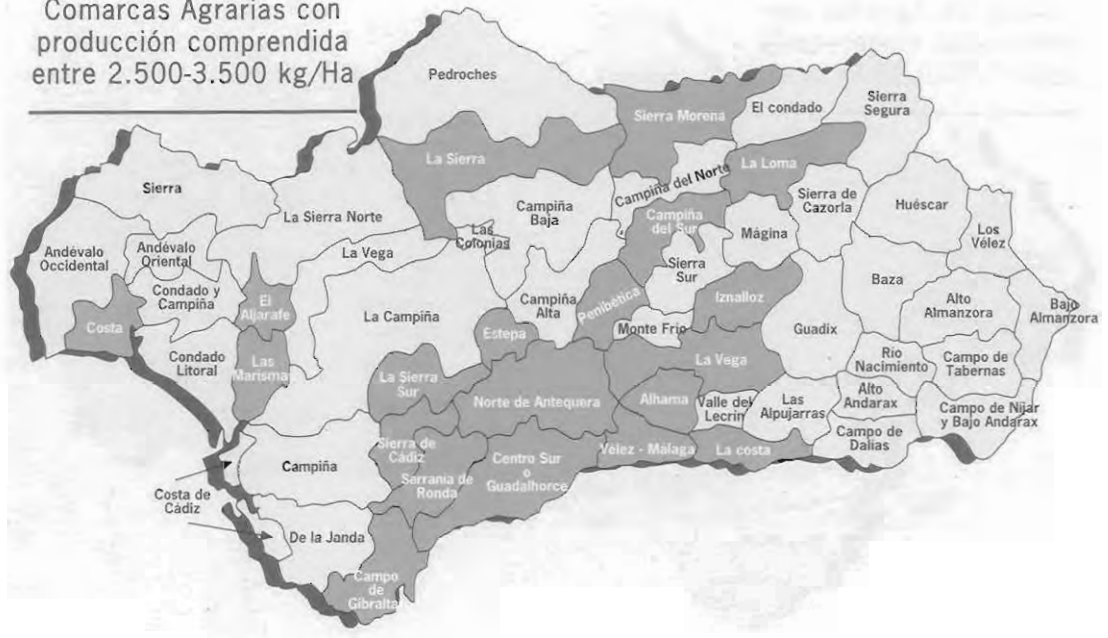 Comarcas Agrarias con
producción comprendida
entre 2.500-3.500 kg/Ha
Pedroches
Sierra Morena
El condado
Sierra
Segura
La Sierra
La Loma
Sierra
La Sierra Norte
Campiña
Baja
Campiña del Norte
Sierra de
Cazorla
Huéscar
Las
Colonias
Campiña
del Sur
Mágina
Los
Vélez
Andévalo
Occidental
Andévalo
Oriental
La Vega
Sierra
Sur
Baza
Condado y
Campiña
El
Aljarafe
La Campiña
Campiña
Alta
Penibética
Iznalloz
Alto
Almanzora
Bajo
Almanzora
Costa
Estepa
Monte Frio
Guadix
Condado
Litoral
Las
Marismas
La Vega
Río
Nacimiento
Campo de
Tabernas
La Sierra
Sur
Norte de Antequera
Alhama
Valle del
Lecrin
Las
Alpujarras
Alto
Andarax
Campo de Nijar
y Bajo Andarax
Campiña
Sierra de
Cádiz
Centro Sur
o
Guadalhorce
Vélez - Málaga
La costa
Campo de
Dalías
Serranía de
Ronda
Costa de
Cádiz
De la Janda
Campo
de
Gibraltar